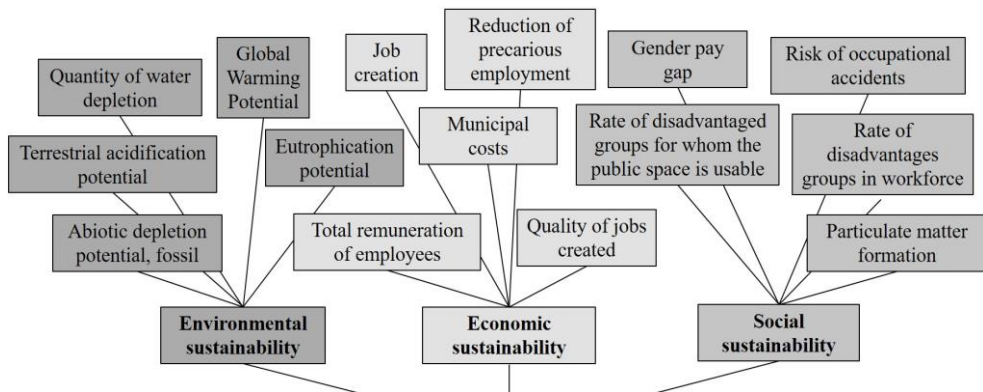 Quantity of water
depletion
Global
Warming
Potential
Job
creation
Reduction of
precarious
employment
Gender pay
gap
Risk of occupational
accidents
Terrestrial acidification
potential
Eutrophication
potential
Municipal
costs
Rate of disadvantaged
groups for whom the
public space is usable
Rate of
disadvantages
groups in workforce
Abiotic depletion
potential, fossil
Total remuneration
of employees
Quality of jobs
created
Particulate matter
formation
Environmental
sustainability
Economic
sustainability
Social
sustainability